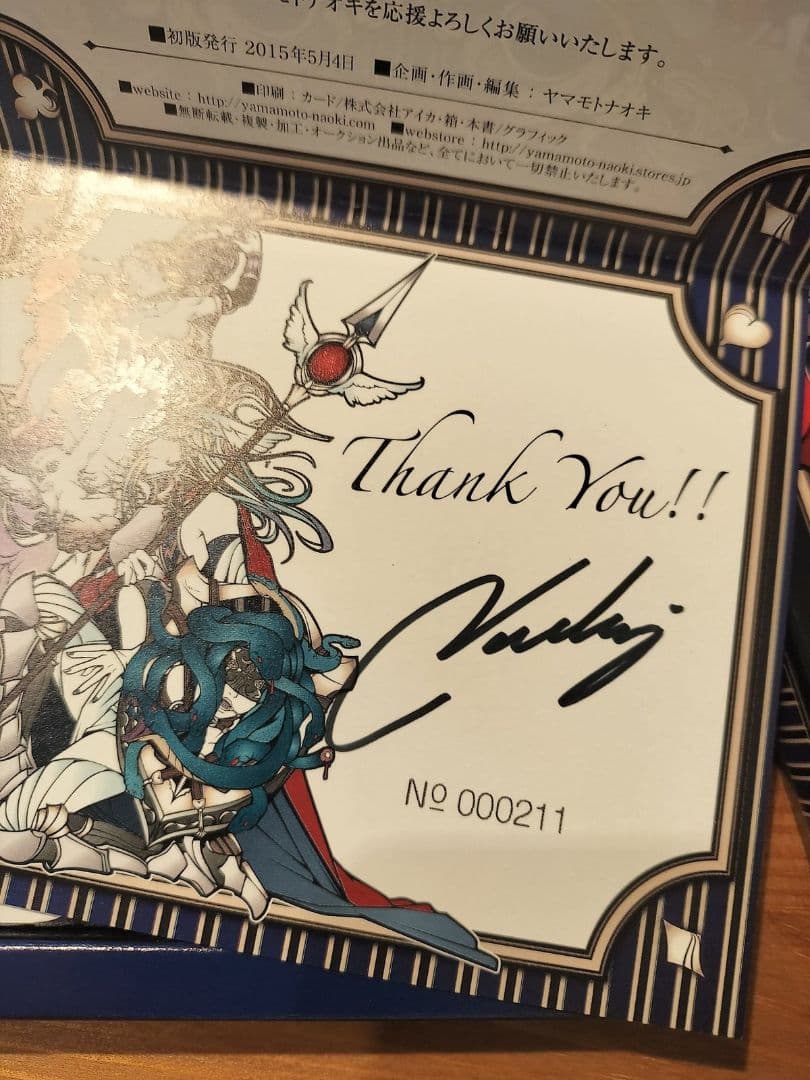 ナオキを応援よろしくお願いいたします。
■初版発行 2015年5月4日 ■企画・作画・編集 : ヤマモトナオキ
■website : http://yamamoto-naoki.com ■印刷 : カード/株式会社アイカ・箱・本書/グラフィック
■無断転載・複製・加工・オークション出品など、全てにおいて一切禁止いたします。 ■webstore : http://yamamoto-naoki.stores.jp
Thank You!!
Naoki
№ 000211